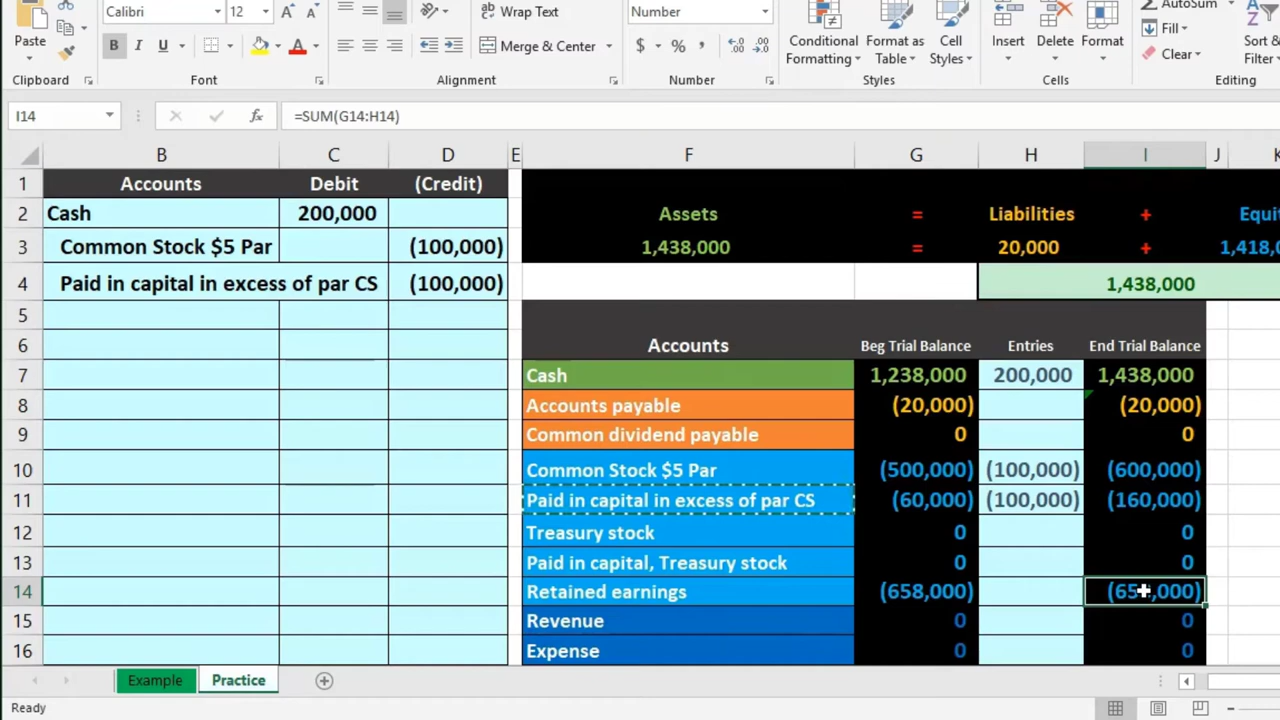 Calibri 12 Wrap Text Number AutoSum
Paste B I U Merge & Center $ % , Conditional Formatting Format as Table Cell Styles Insert Delete Format Fill Clear Sort & Filter
Clipboard Font Alignment Number Styles Cells Editing
I14 fx =SUM(G14:H14)
B C D E F G H I J
1 Accounts Debit (Credit)
2 Cash 200,000 Assets = Liabilities +
3 Common Stock $5 Par (100,000) 1,438,000 = 20,000 +
4 Paid in capital in excess of par CS (100,000) 1,438,000
5
6 Accounts Beg Trial Balance Entries End Trial Balance
7 Cash 1,238,000 200,000 1,438,000
8 Accounts payable (20,000) (20,000)
9 Common dividend payable 0 0
10 Common Stock $5 Par (500,000) (100,000) (600,000)
11 Paid in capital in excess of par CS (60,000) (100,000) (160,000)
12 Treasury stock 0 0
13 Paid in capital, Treasury stock 0 0
14 Retained earnings (658,000)
15 Revenue 0 0
16 Expense 0 0
Example Practice
Ready